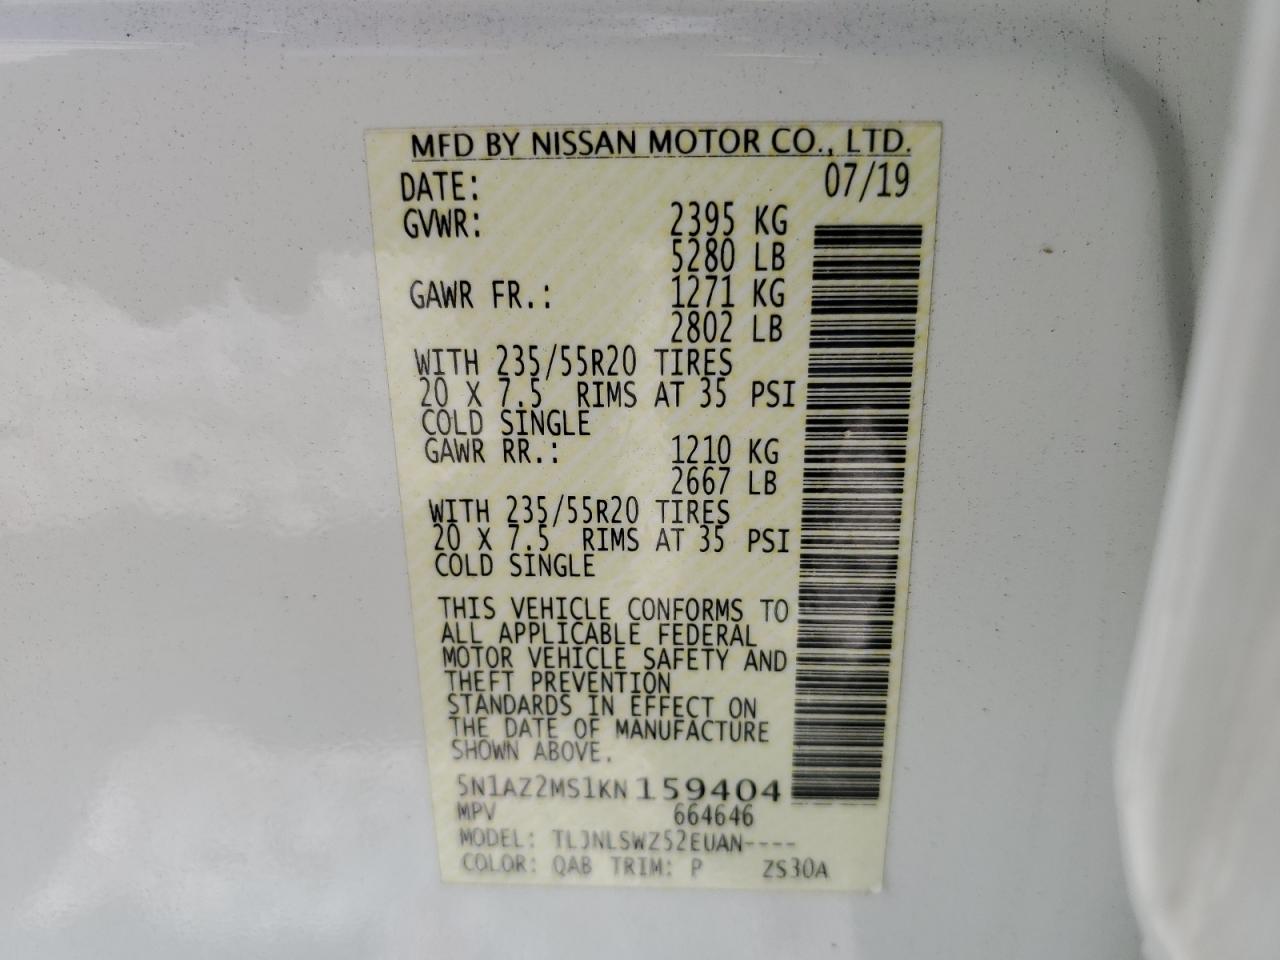 MFD BY NISSAN MOTOR CO., LTD.
DATE: 07/19
GVWR: 2395 KG
5280 LB
GAWR FR.: 1271 KG
2802 LB
WITH 235/55R20 TIRES
20 X 7.5 RIMS AT 35 PSI
COLD SINGLE
GAWR RR.: 1210 KG
2667 LB
WITH 235/55R20 TIRES
20 X 7.5 RIMS AT 35 PSI
COLD SINGLE
THIS VEHICLE CONFORMS TO
ALL APPLICABLE FEDERAL
MOTOR VEHICLE SAFETY AND
THEFT PREVENTION
STANDARDS IN EFFECT ON
THE DATE OF MANUFACTURE
SHOWN ABOVE.
5N1AZ2MS1KN159404
MPV 664646
MODEL: TLJNLSWZ52EUAN----
COLOR: QAB TRIM: P ZS30A